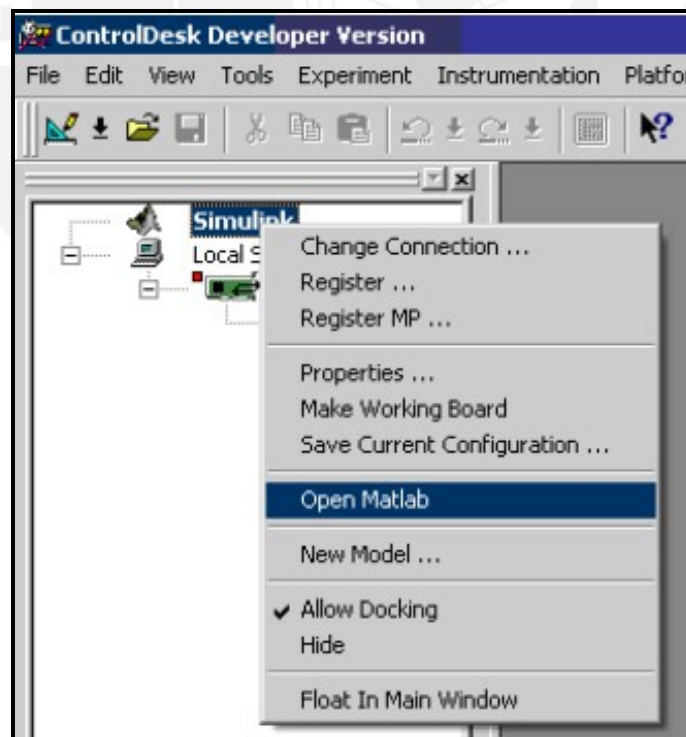 ControlDesk Developer Version
File Edit View Tools Experiment Instrumentation
Simulink
Local
Change Connection ...
Register ...
Register MP ...
Properties ...
Make Working Board
Save Current Configuration ...
Open Matlab
New Model ...
Allow Docking
Hide
Float In Main Window